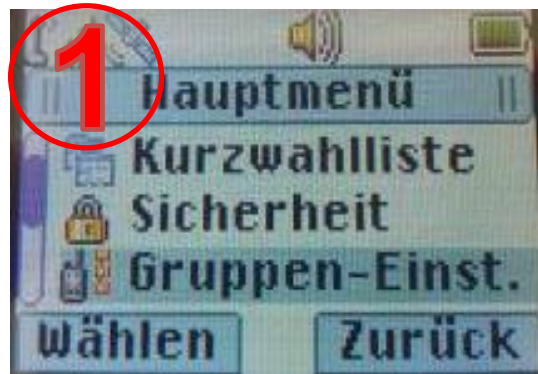 1
Hauptmenü
Kurzwahlliste
Sicherheit
Gruppen-Einst.
Wählen
Zurück